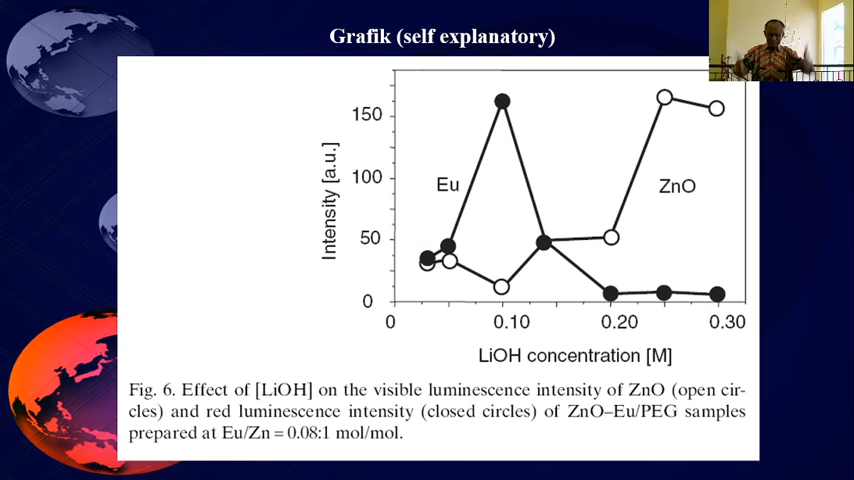 Grafik (self explanatory)
150
100
50
0
Intensity [a.u.]
Eu
ZnO
0
0.10
0.20
0.30
LiOH concentration [M]
Fig. 6. Effect of [LiOH] on the visible luminescence intensity of ZnO (open cir-
cles) and red luminescence intensity (closed circles) of ZnO–Eu/PEG samples
prepared at Eu/Zn = 0.08:1 mol/mol.